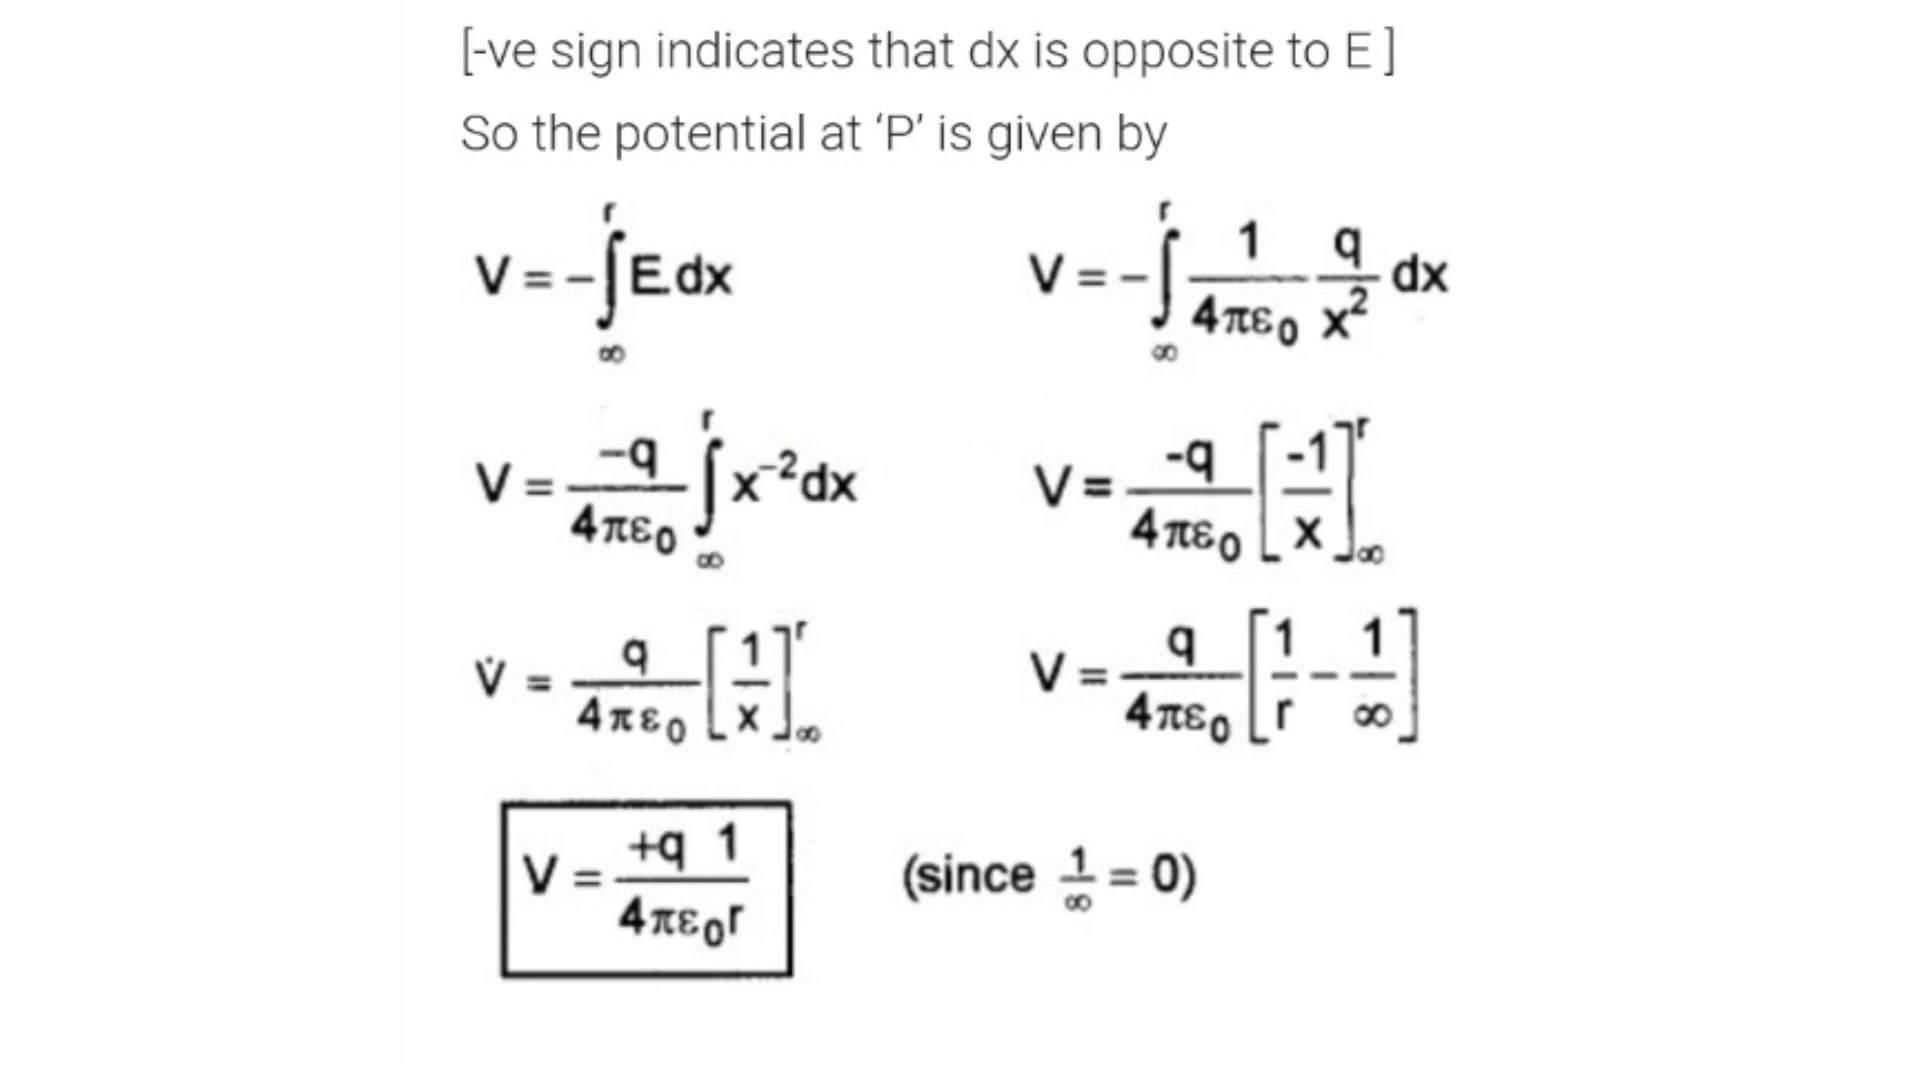 [-ve sign indicates that dx is opposite to E ]
So the potential at ‘P’ is given by
V = -∫_∞^r E.dx    V = -∫_∞^r 1/(4πε₀) q/x² dx
V = -q/(4πε₀) ∫_∞^r x⁻² dx    V = -q/(4πε₀) [-1/x]_∞^r
V̇ = q/(4πε₀) [1/x]_∞^r    V = q/(4πε₀) [1/r - 1/∞]
V = +q 1/(4πε₀r)    (since 1/∞ = 0)